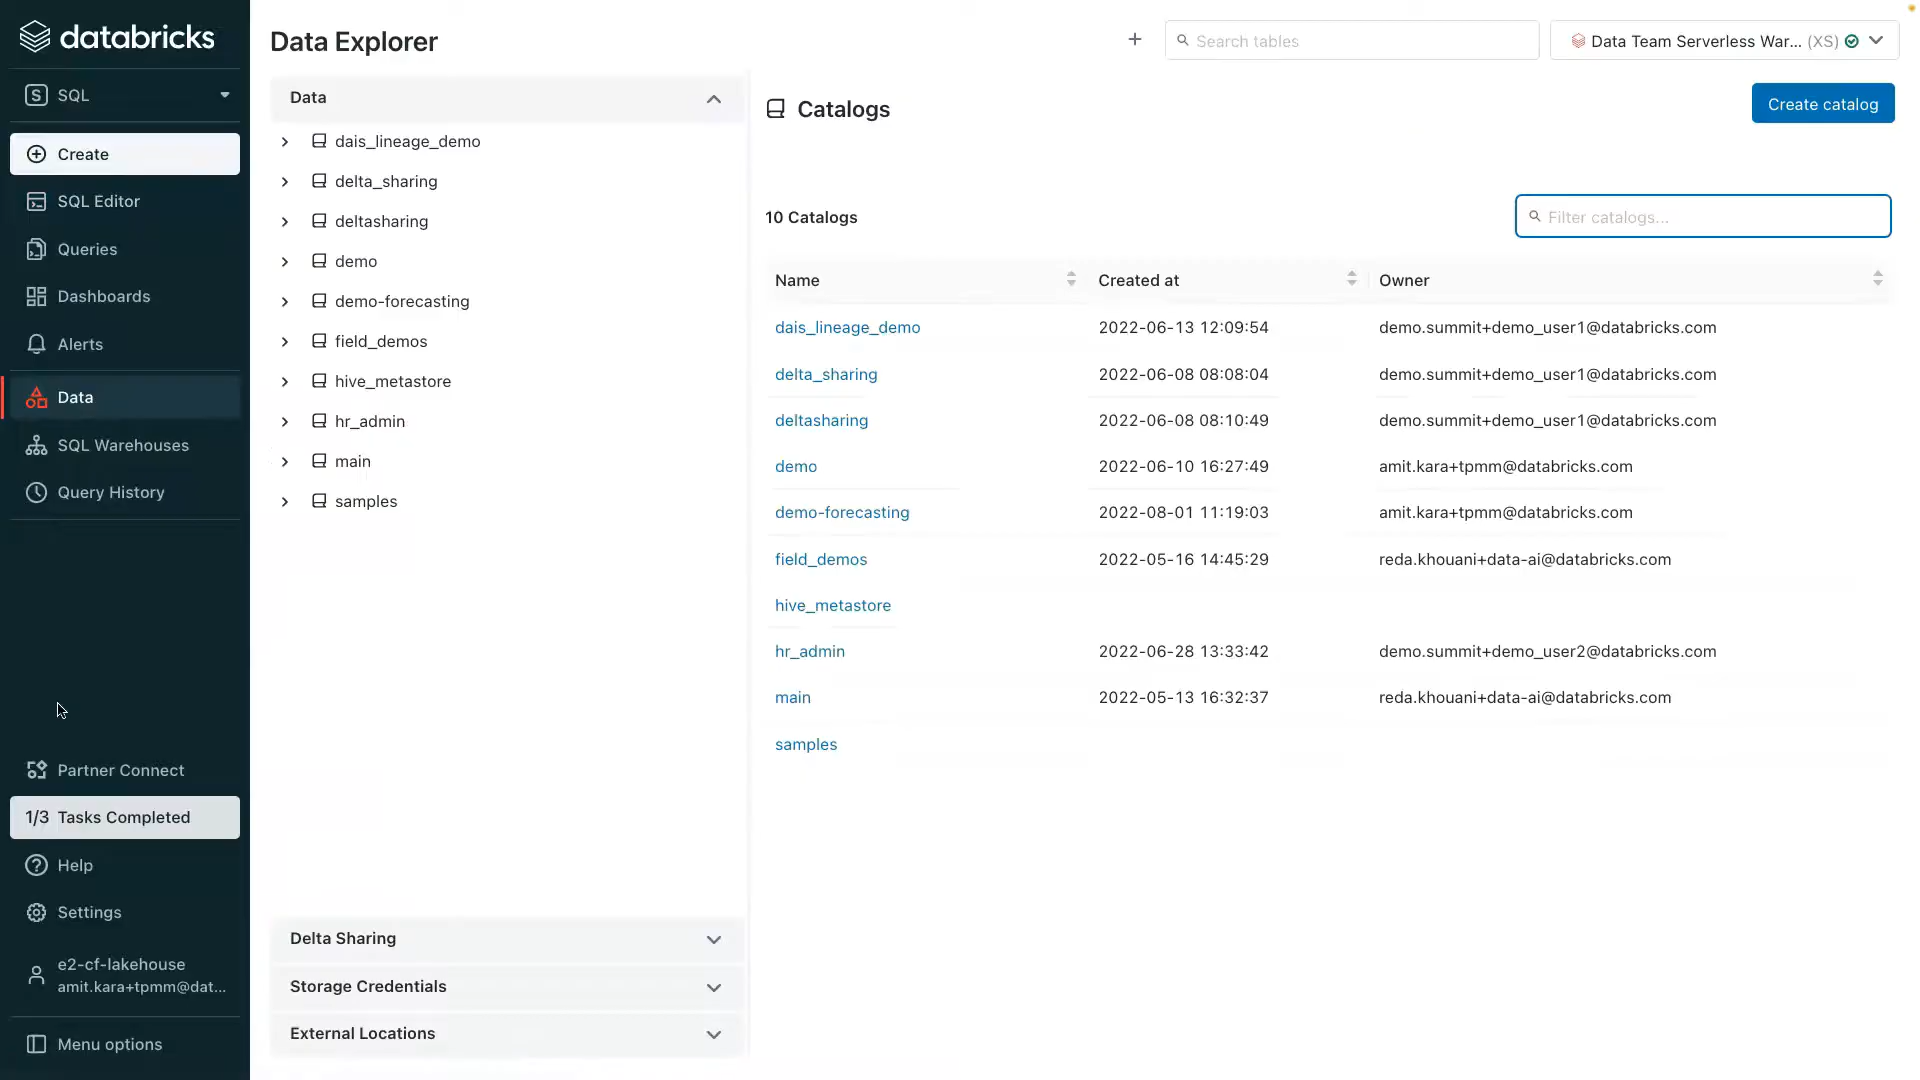 databricks
S SQL
Create
SQL Editor
Queries
Dashboards
Alerts
Data
SQL Warehouses
Query History
Partner Connect
1/3 Tasks Completed
Help
Settings
e2-cf-lakehouse
amit.kara+tpmm@dat...
Menu options
Data Explorer
+
Search tables
Data Team Serverless War... (XS)
Data
dais_lineage_demo
delta_sharing
deltasharing
demo
demo-forecasting
field_demos
hive_metastore
hr_admin
main
samples
Delta Sharing
Storage Credentials
External Locations
Catalogs
Create catalog
10 Catalogs
Filter catalogs...
Name Created at Owner
dais_lineage_demo 2022-06-13 12:09:54 demo.summit+demo_user1@databricks.com
delta_sharing 2022-06-08 08:08:04 demo.summit+demo_user1@databricks.com
deltasharing 2022-06-08 08:10:49 demo.summit+demo_user1@databricks.com
demo 2022-06-10 16:27:49 amit.kara+tpmm@databricks.com
demo-forecasting 2022-08-01 11:19:03 amit.kara+tpmm@databricks.com
field_demos 2022-05-16 14:45:29 reda.khouani+data-ai@databricks.com
hive_metastore
hr_admin 2022-06-28 13:33:42 demo.summit+demo_user2@databricks.com
main 2022-05-13 16:32:37 reda.khouani+data-ai@databricks.com
samples